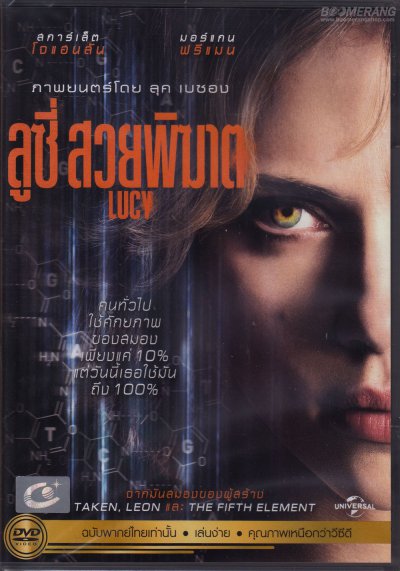 BOOMERANG
www.Boomerangshop.com
สการ์เล็ต มอร์แกน
โจแฮนสัน ฟรีแมน
ภาพยนตร์โดย ลุค เบซอง
ลูซี่ สวยพิฆาต
LUCY
คนทั่วไป
ใช้ศักยภาพ
ของสมอง
เพียงแค่ 10%
แต่วันนี้เธอใช้มัน
ถึง 100%
จากมันสมองของผู้สร้าง
TAKEN, LEON และ THE FIFTH ELEMENT
UNIVERSAL
DVD
VIDEO
ฉบับพากย์ไทยเท่านั้น • เล่นง่าย • คุณภาพเหนือกว่าวีซีดี